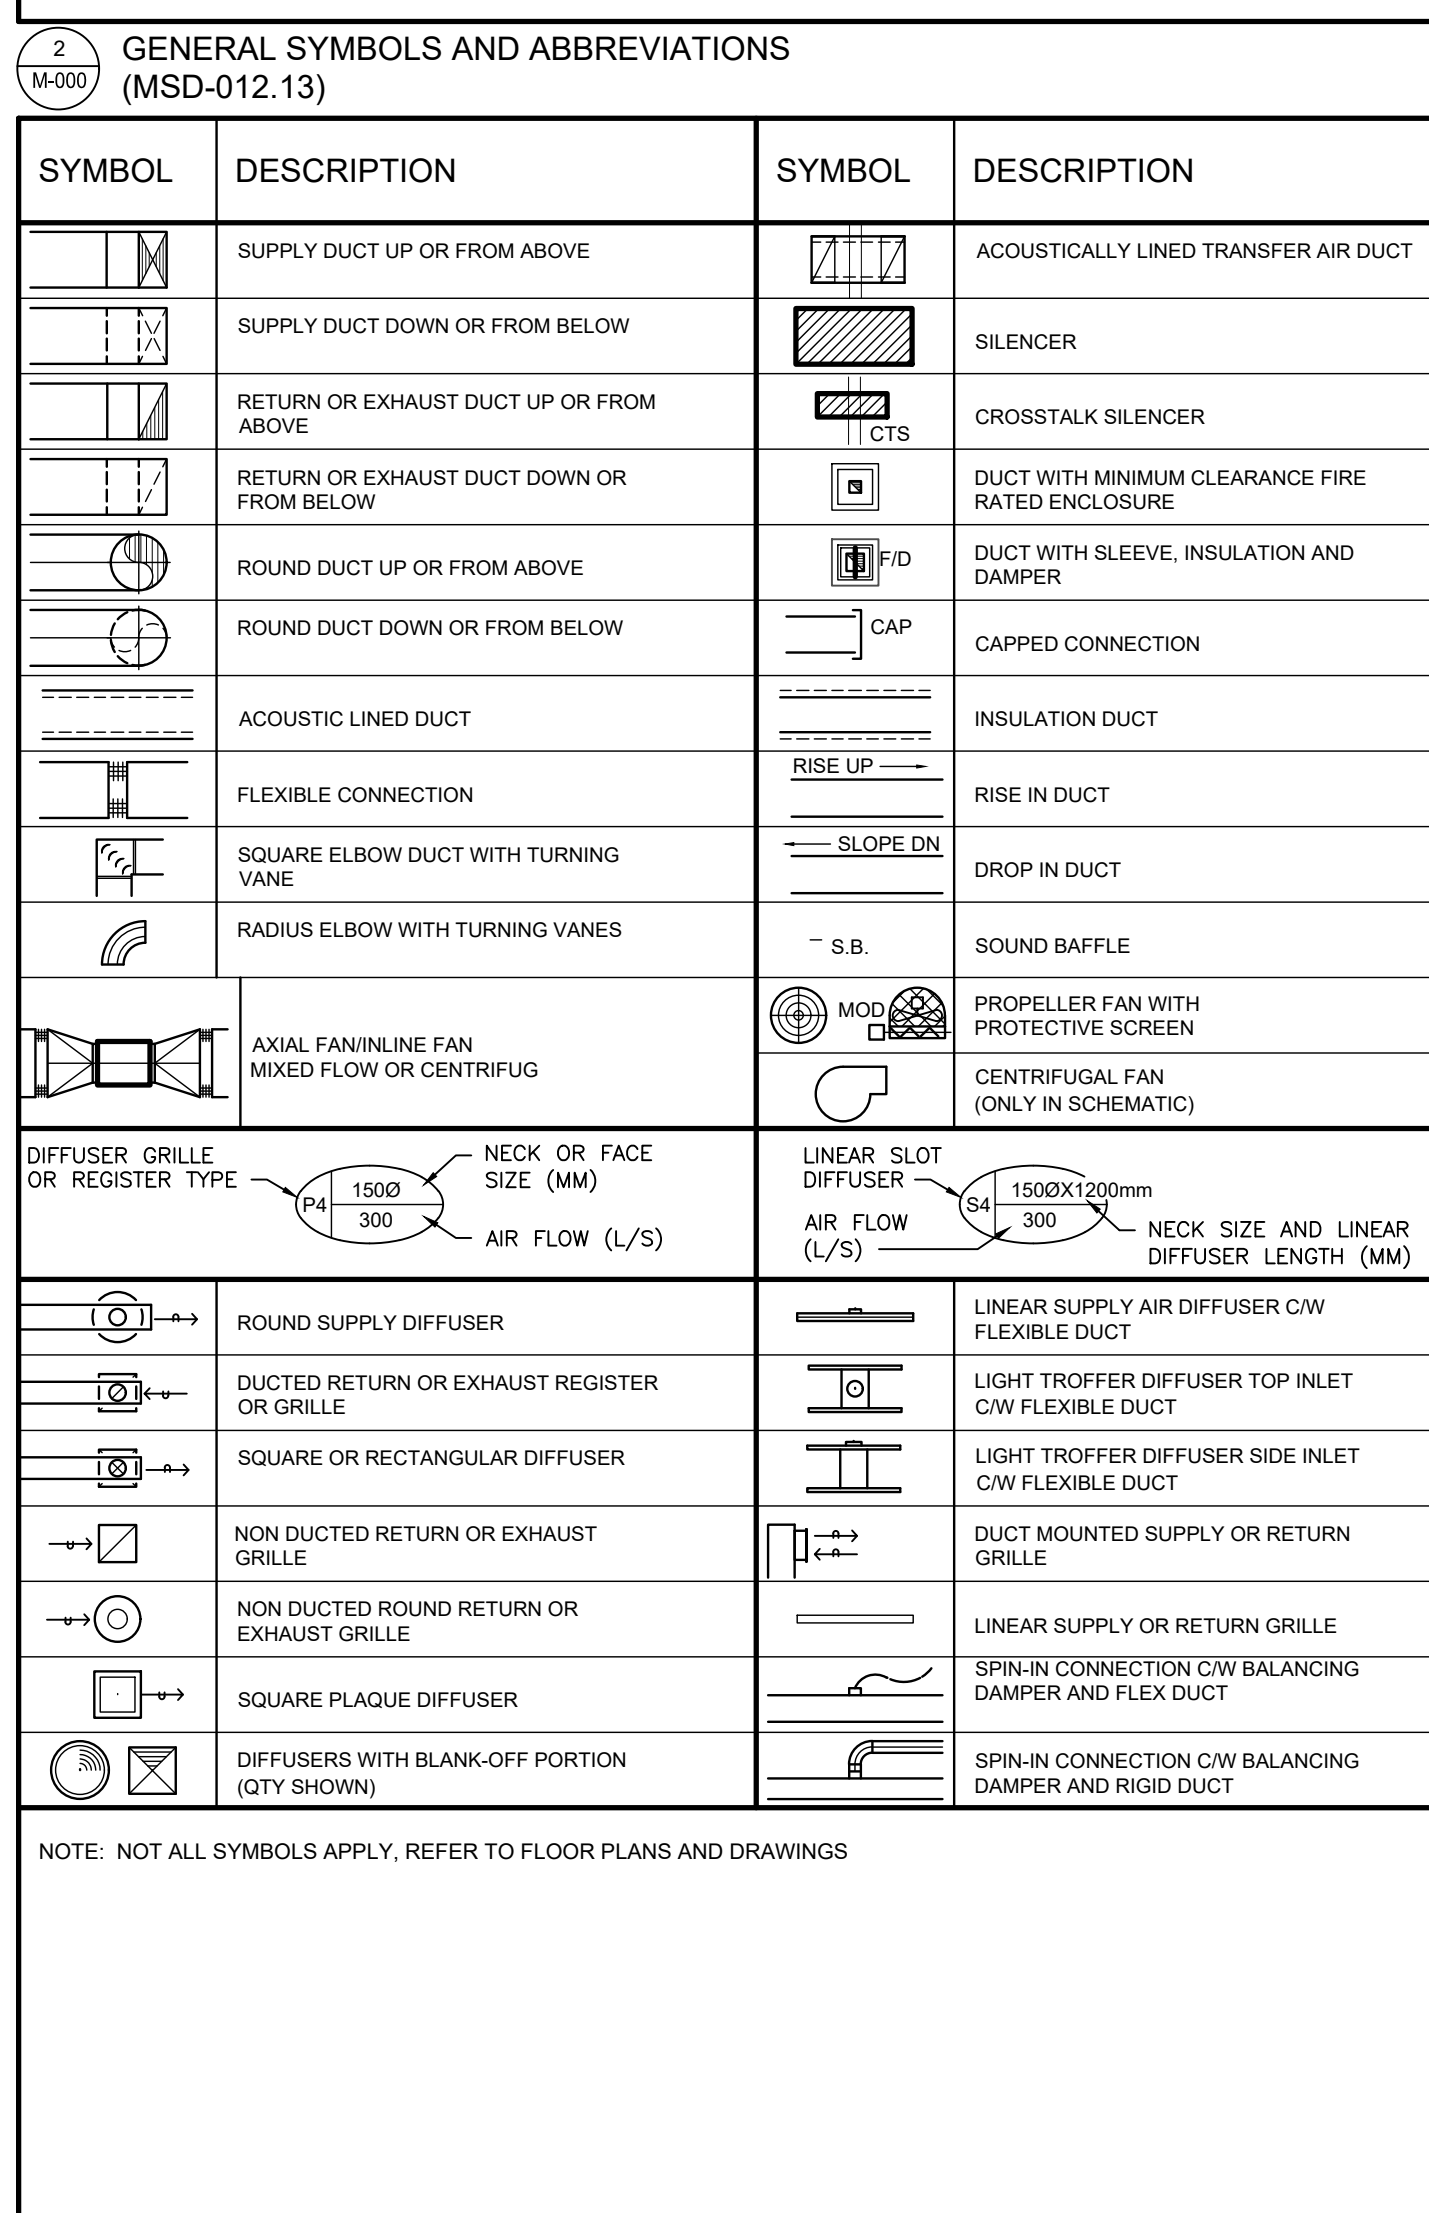 2
M-000
GENERAL SYMBOLS AND ABBREVIATIONS
(MSD-012.13)
SYMBOL
DESCRIPTION
SYMBOL
DESCRIPTION
SUPPLY DUCT UP OR FROM ABOVE
ACOUSTICALLY LINED TRANSFER AIR DUCT
SUPPLY DUCT DOWN OR FROM BELOW
SILENCER
RETURN OR EXHAUST DUCT UP OR FROM
ABOVE
CTS
CROSSTALK SILENCER
RETURN OR EXHAUST DUCT DOWN OR
FROM BELOW
DUCT WITH MINIMUM CLEARANCE FIRE
RATED ENCLOSURE
ROUND DUCT UP OR FROM ABOVE
F/D
DUCT WITH SLEEVE, INSULATION AND
DAMPER
ROUND DUCT DOWN OR FROM BELOW
CAP
CAPPED CONNECTION
ACOUSTIC LINED DUCT
INSULATION DUCT
FLEXIBLE CONNECTION
RISE UP
RISE IN DUCT
SQUARE ELBOW DUCT WITH TURNING
VANE
SLOPE DN
DROP IN DUCT
RADIUS ELBOW WITH TURNING VANES
S.B.
SOUND BAFFLE
AXIAL FAN/INLINE FAN
MIXED FLOW OR CENTRIFUG
MOD
PROPELLER FAN WITH
PROTECTIVE SCREEN
CENTRIFUGAL FAN
(ONLY IN SCHEMATIC)
DIFFUSER GRILLE
OR REGISTER TYPE
P4
150Ø
300
NECK OR FACE
SIZE (MM)
AIR FLOW (L/S)
LINEAR SLOT
DIFFUSER
AIR FLOW
(L/S)
S4
150ØX1200mm
300
NECK SIZE AND LINEAR
DIFFUSER LENGTH (MM)
ROUND SUPPLY DIFFUSER
LINEAR SUPPLY AIR DIFFUSER C/W
FLEXIBLE DUCT
DUCTED RETURN OR EXHAUST REGISTER
OR GRILLE
LIGHT TROFFER DIFFUSER TOP INLET
C/W FLEXIBLE DUCT
SQUARE OR RECTANGULAR DIFFUSER
LIGHT TROFFER DIFFUSER SIDE INLET
C/W FLEXIBLE DUCT
NON DUCTED RETURN OR EXHAUST
GRILLE
DUCT MOUNTED SUPPLY OR RETURN
GRILLE
NON DUCTED ROUND RETURN OR
EXHAUST GRILLE
LINEAR SUPPLY OR RETURN GRILLE
SQUARE PLAQUE DIFFUSER
SPIN-IN CONNECTION C/W BALANCING
DAMPER AND FLEX DUCT
DIFFUSERS WITH BLANK-OFF PORTION
(QTY SHOWN)
SPIN-IN CONNECTION C/W BALANCING
DAMPER AND RIGID DUCT
NOTE: NOT ALL SYMBOLS APPLY, REFER TO FLOOR PLANS AND DRAWINGS